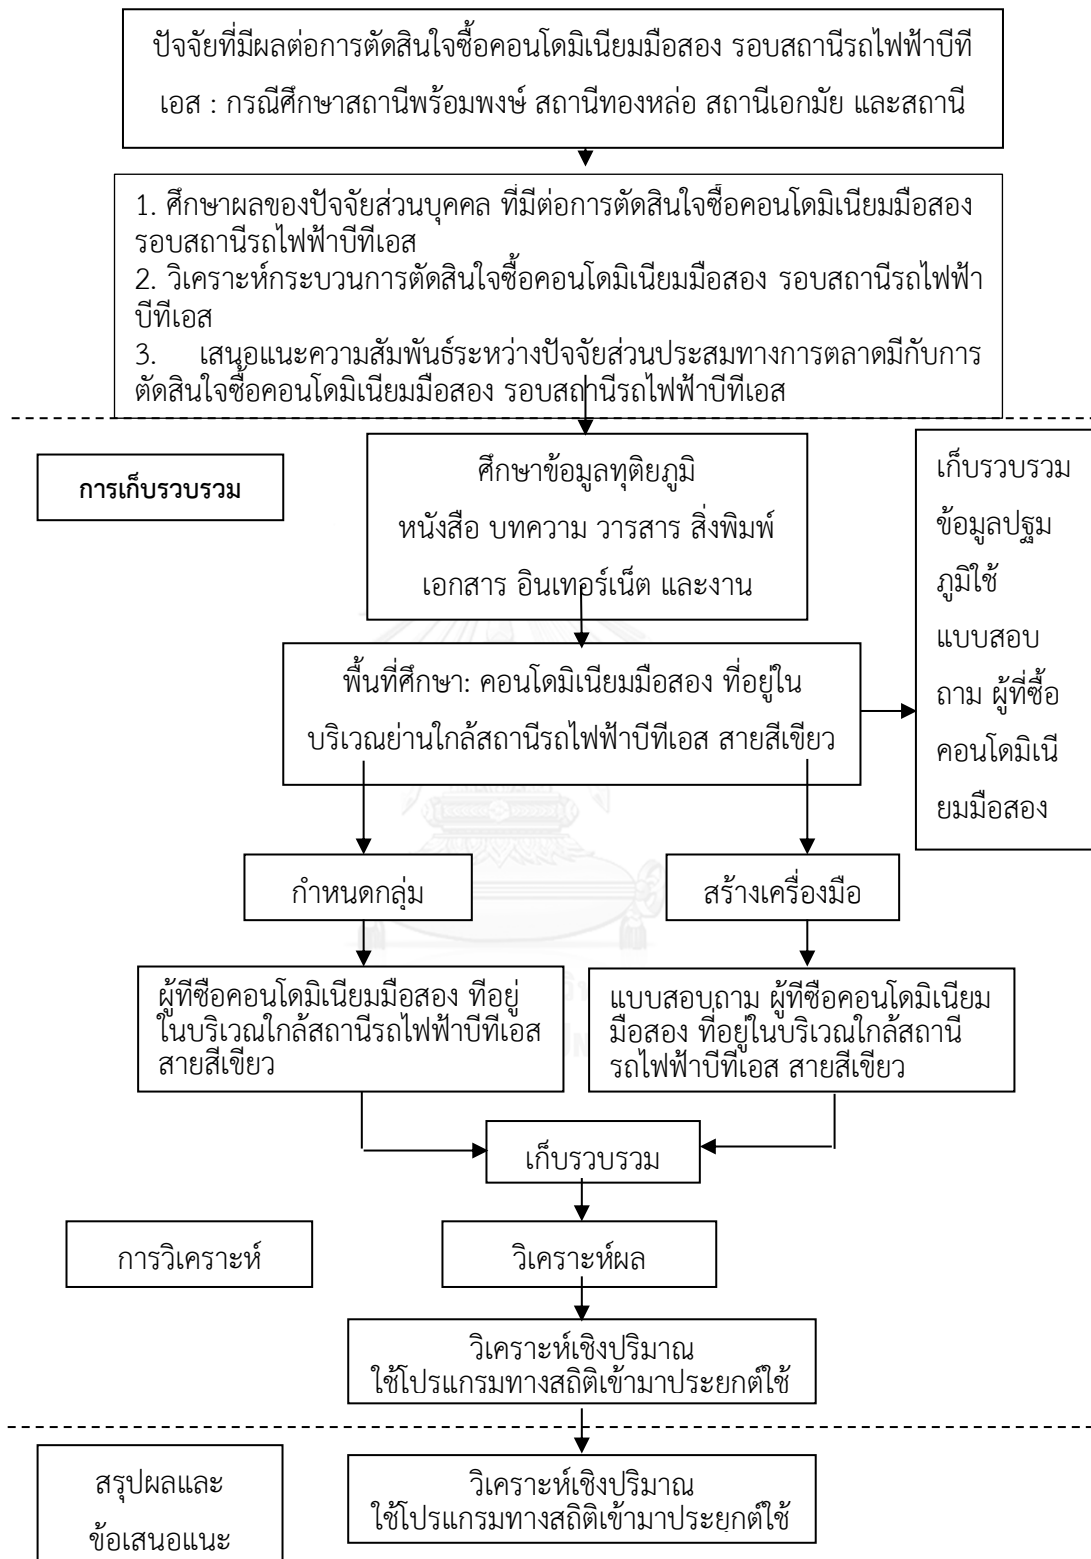 ปัจจัยที่มีผลต่อการตัดสินใจซื้อคอนโดมิเนียมมือสอง รอบสถานีรถไฟฟ้าบีที
เอส : กรณีศึกษาสถานีพร้อมพงษ์ สถานีทองหล่อ สถานีเอกมัย และสถานี
1. ศึกษาผลของปัจจัยส่วนบุคคล ที่มีต่อการตัดสินใจซื้อคอนโดมิเนียมมือสอง
รอบสถานีรถไฟฟ้าบีทีเอส
2. วิเคราะห์กระบวนการตัดสินใจซื้อคอนโดมิเนียมมือสอง รอบสถานีรถไฟฟ้า
บีทีเอส
3. เสนอแนะความสัมพันธ์ระหว่างปัจจัยส่วนประสมทางการตลาดมีกับการ
ตัดสินใจซื้อคอนโดมิเนียมมือสอง รอบสถานีรถไฟฟ้าบีทีเอส
การเก็บรวบรวม
ศึกษาข้อมูลทุติยภูมิ
หนังสือ บทความ วารสาร สิ่งพิมพ์
เอกสาร อินเทอร์เน็ต และงาน
เก็บรวบรวม
ข้อมูลปฐม
ภูมิใช้
แบบสอบ
ถาม ผู้ที่ซื้อ
คอนโดมิเนี
ยมมือสอง
พื้นที่ศึกษา: คอนโดมิเนียมมือสอง ที่อยู่ใน
บริเวณย่านใกล้สถานีรถไฟฟ้าบีทีเอส สายสีเขียว
กำหนดกลุ่ม
สร้างเครื่องมือ
ผู้ที่ซื้อคอนโดมิเนียมมือสอง ที่อยู่
ในบริเวณใกล้สถานีรถไฟฟ้าบีทีเอส
สายสีเขียว
แบบสอบถาม ผู้ที่ซื้อคอนโดมิเนียม
มือสอง ที่อยู่ในบริเวณใกล้สถานี
รถไฟฟ้าบีทีเอส สายสีเขียว
เก็บรวบรวม
การวิเคราะห์
วิเคราะห์ผล
วิเคราะห์เชิงปริมาณ
ใช้โปรแกรมทางสถิติเข้ามาประยุกต์ใช้
สรุปผลและ
ข้อเสนอแนะ
วิเคราะห์เชิงปริมาณ
ใช้โปรแกรมทางสถิติเข้ามาประยุกต์ใช้